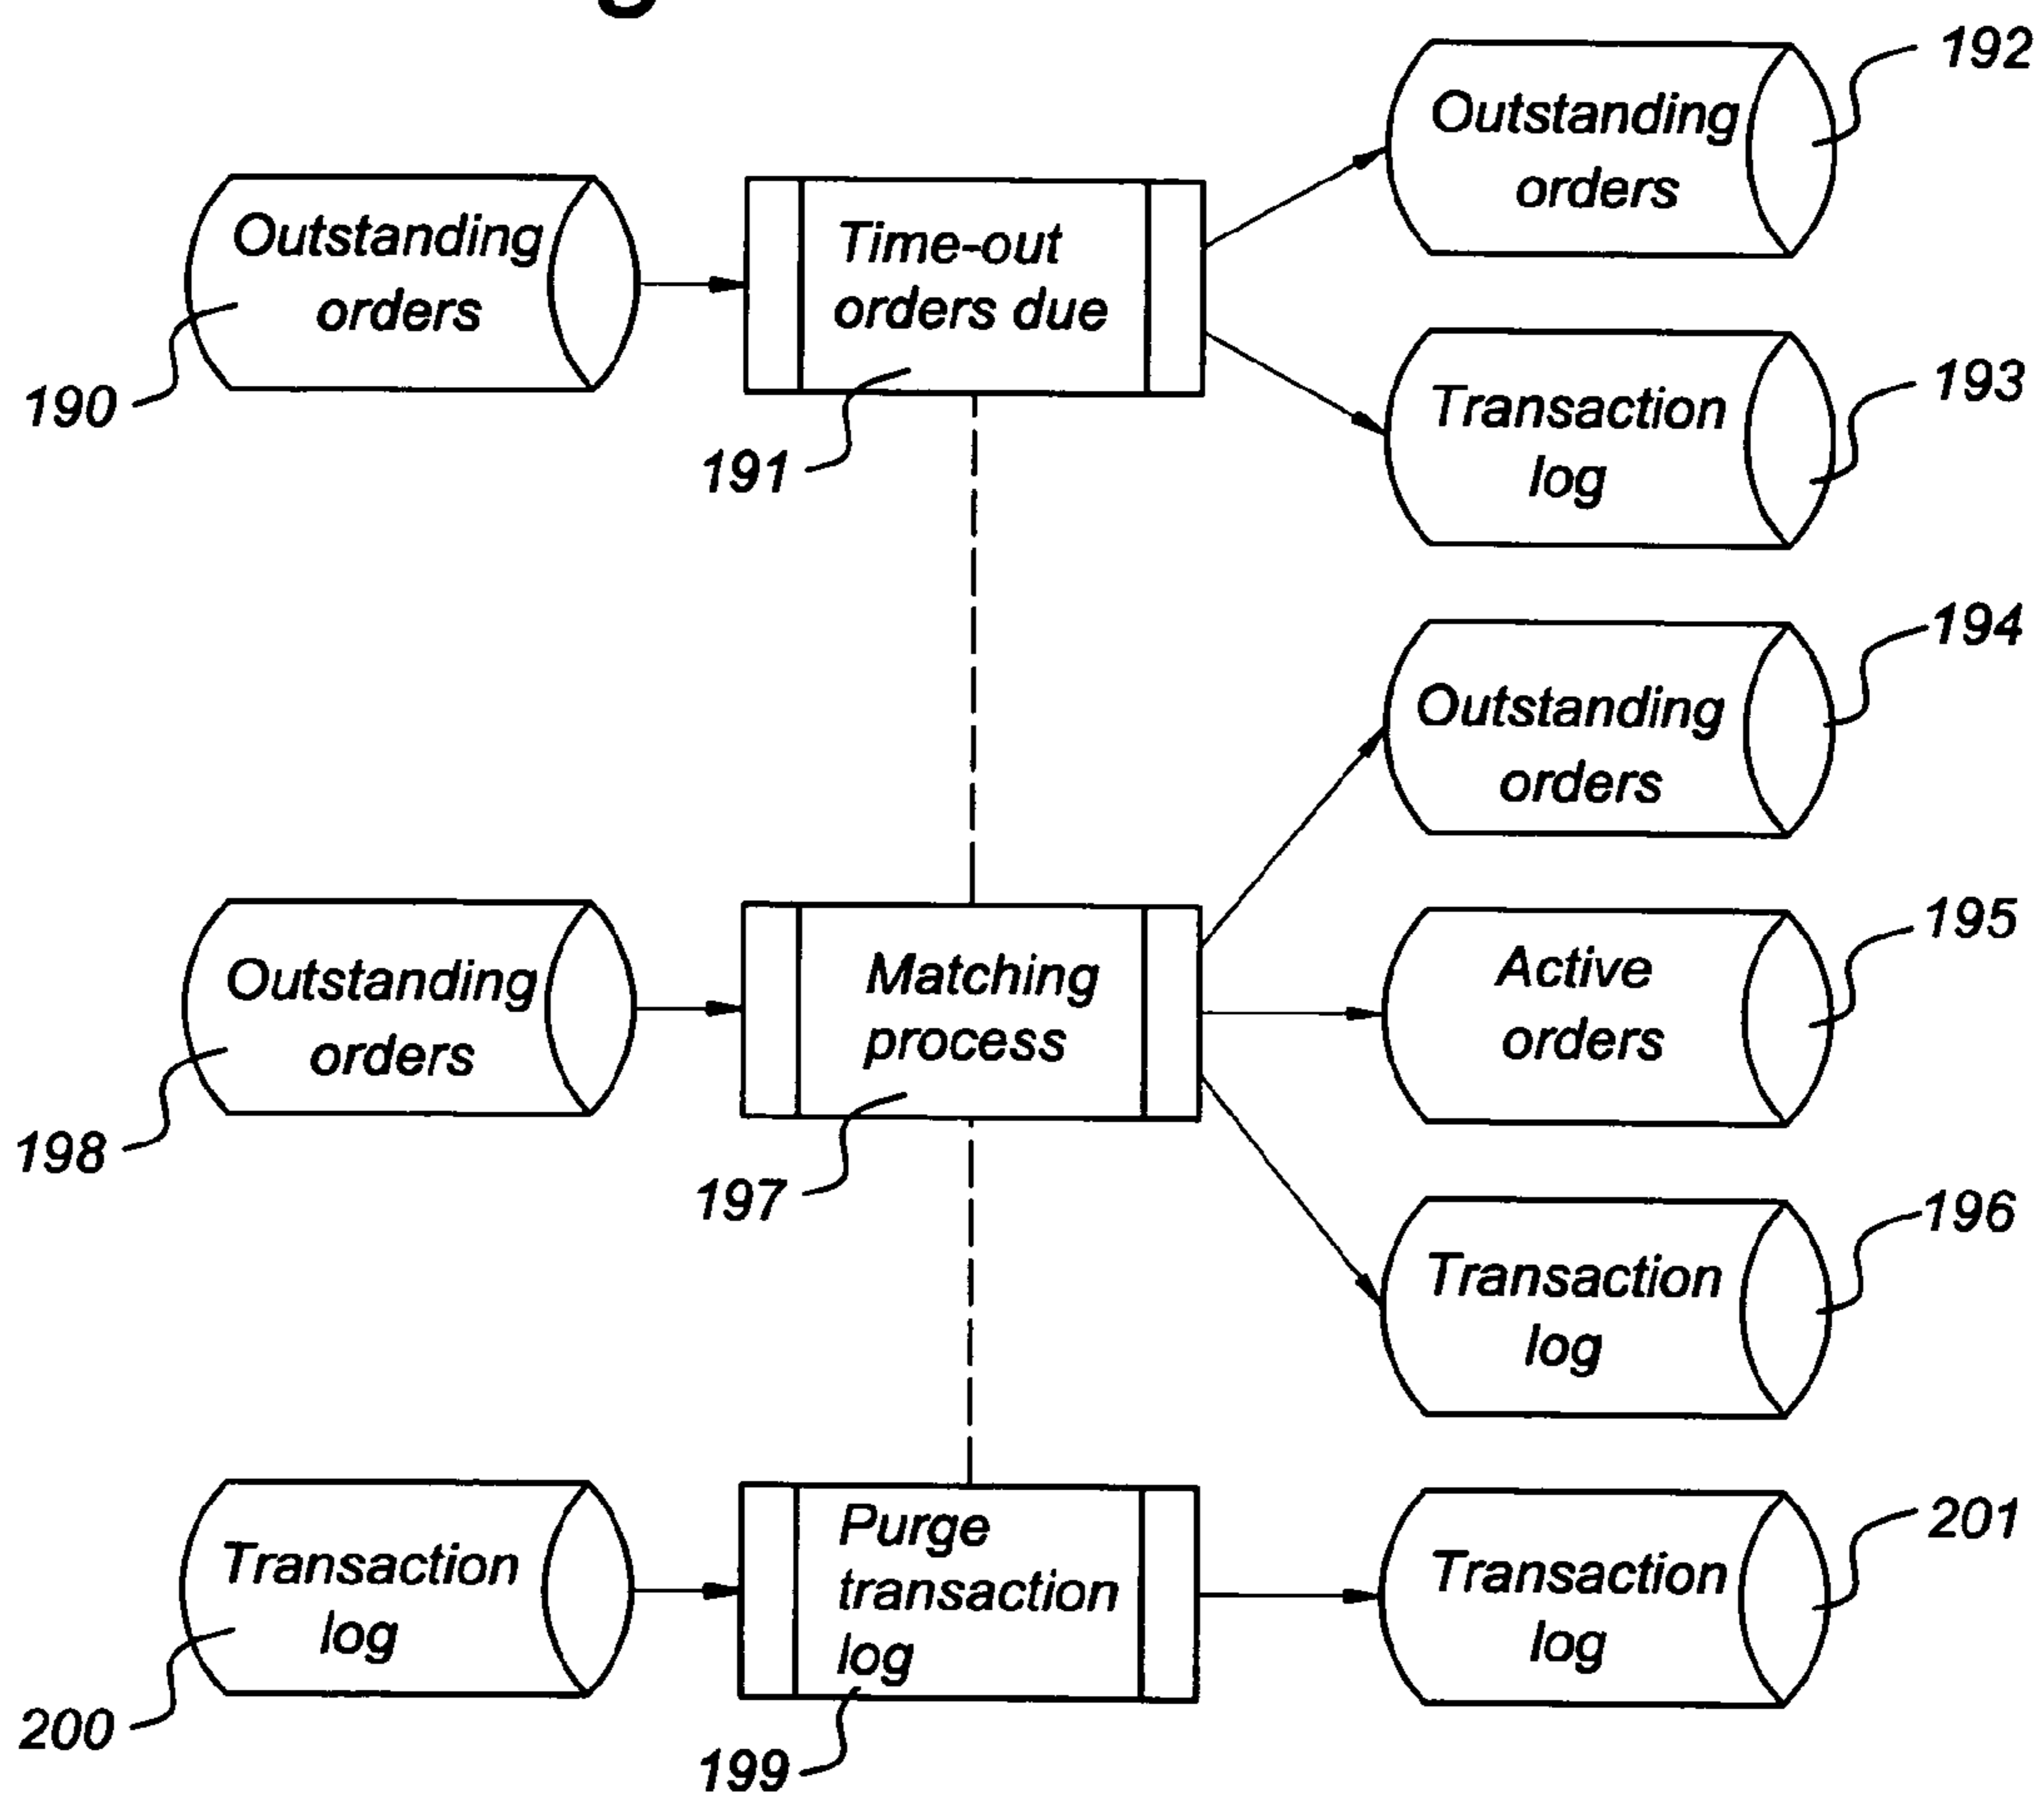 192
Outstanding
orders
Outstanding
orders
Time-out
orders due
190
191
Transaction
log
193
Outstanding
orders
194
Outstanding
orders
Matching
process
Active
orders
195
198
197
Transaction
log
196
Transaction
log
Purge
transaction
log
Transaction
log
201
200
199